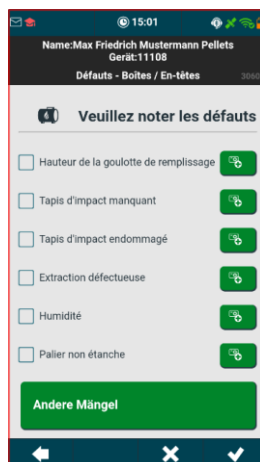 15:01
Name:Max Friedrich Mustermann Pellets
Gerät:11108
Défauts - Boîtes / En-têtes 3060
Veuillez noter les défauts
Hauteur de la goulotte de remplissage
Tapis d'impact manquant
Tapis d'impact endommagé
Extraction défectueuse
Humidité
Palier non étanche
Andere Mängel